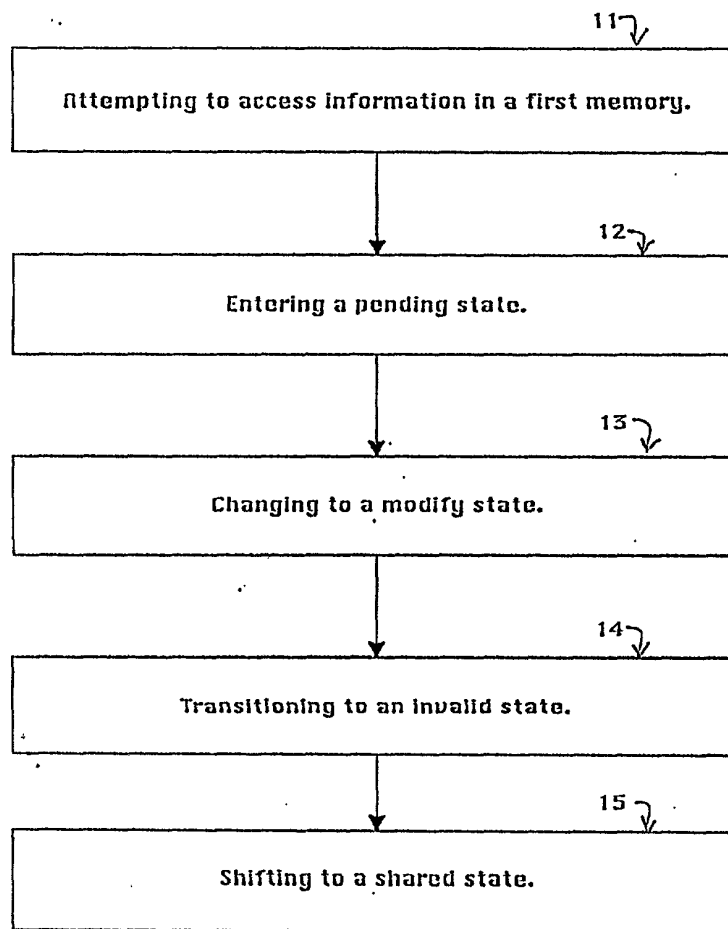 11
Attempting to access information in a first memory.
12
Entering a pending state.
13
Changing to a modify state.
14
Transitioning to an invalid state.
15
Shifting to a shared state.